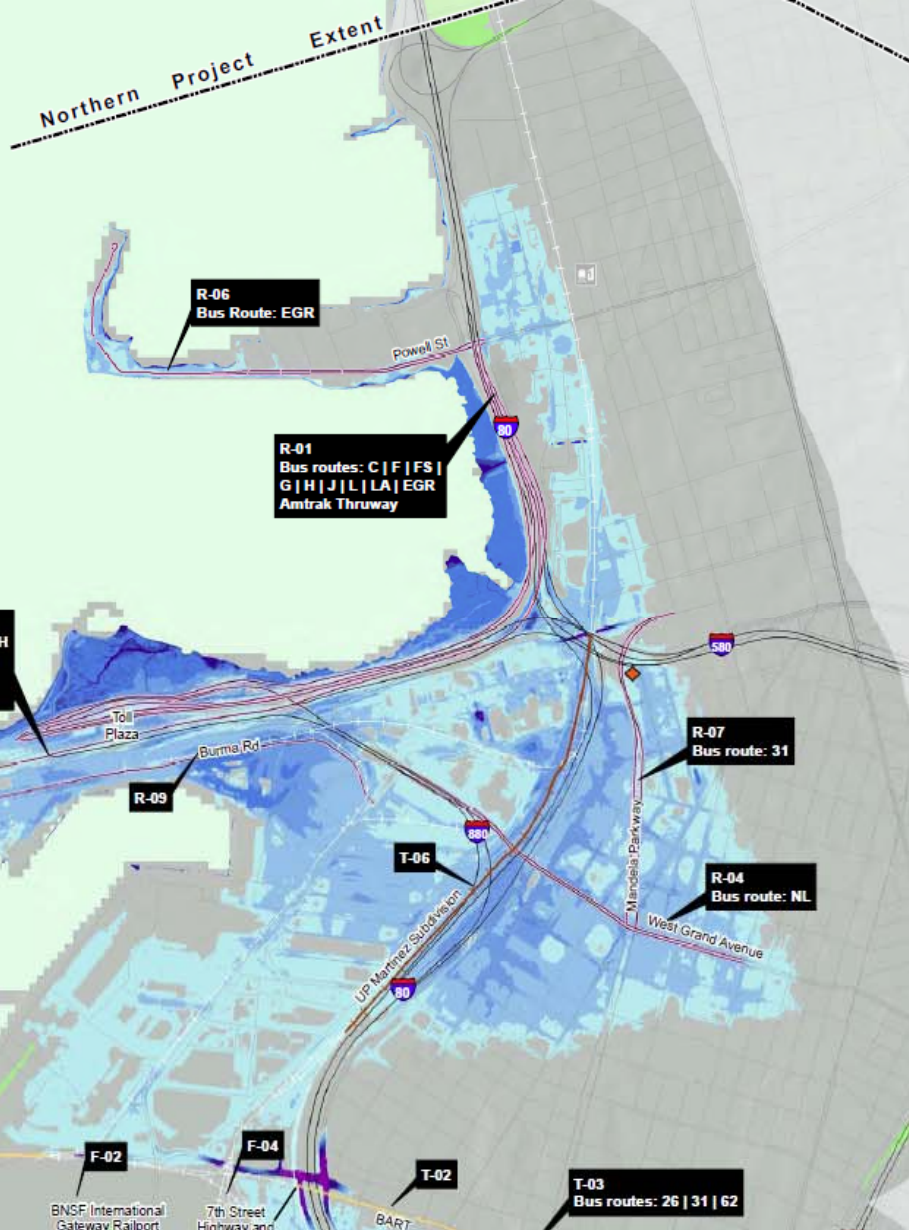 Northern Project Extent
R-06
Bus Route: EGR
Powell St
80
R-01
Bus routes: C | F | FS |
G | H | J | L | LA | EGR
Amtrak Thruway
H
580
Toll
Plaza
Burma Rd
R-07
Bus route: 31
R-09
880
T-06
Mandela Parkway
R-04
Bus route: NL
West Grand Avenue
UP Martinez Subdivision
80
F-02
F-04
T-02
T-03
Bus routes: 26 | 31 | 62
BNSF International
Gateway Railport
7th Street
Highway and
BART